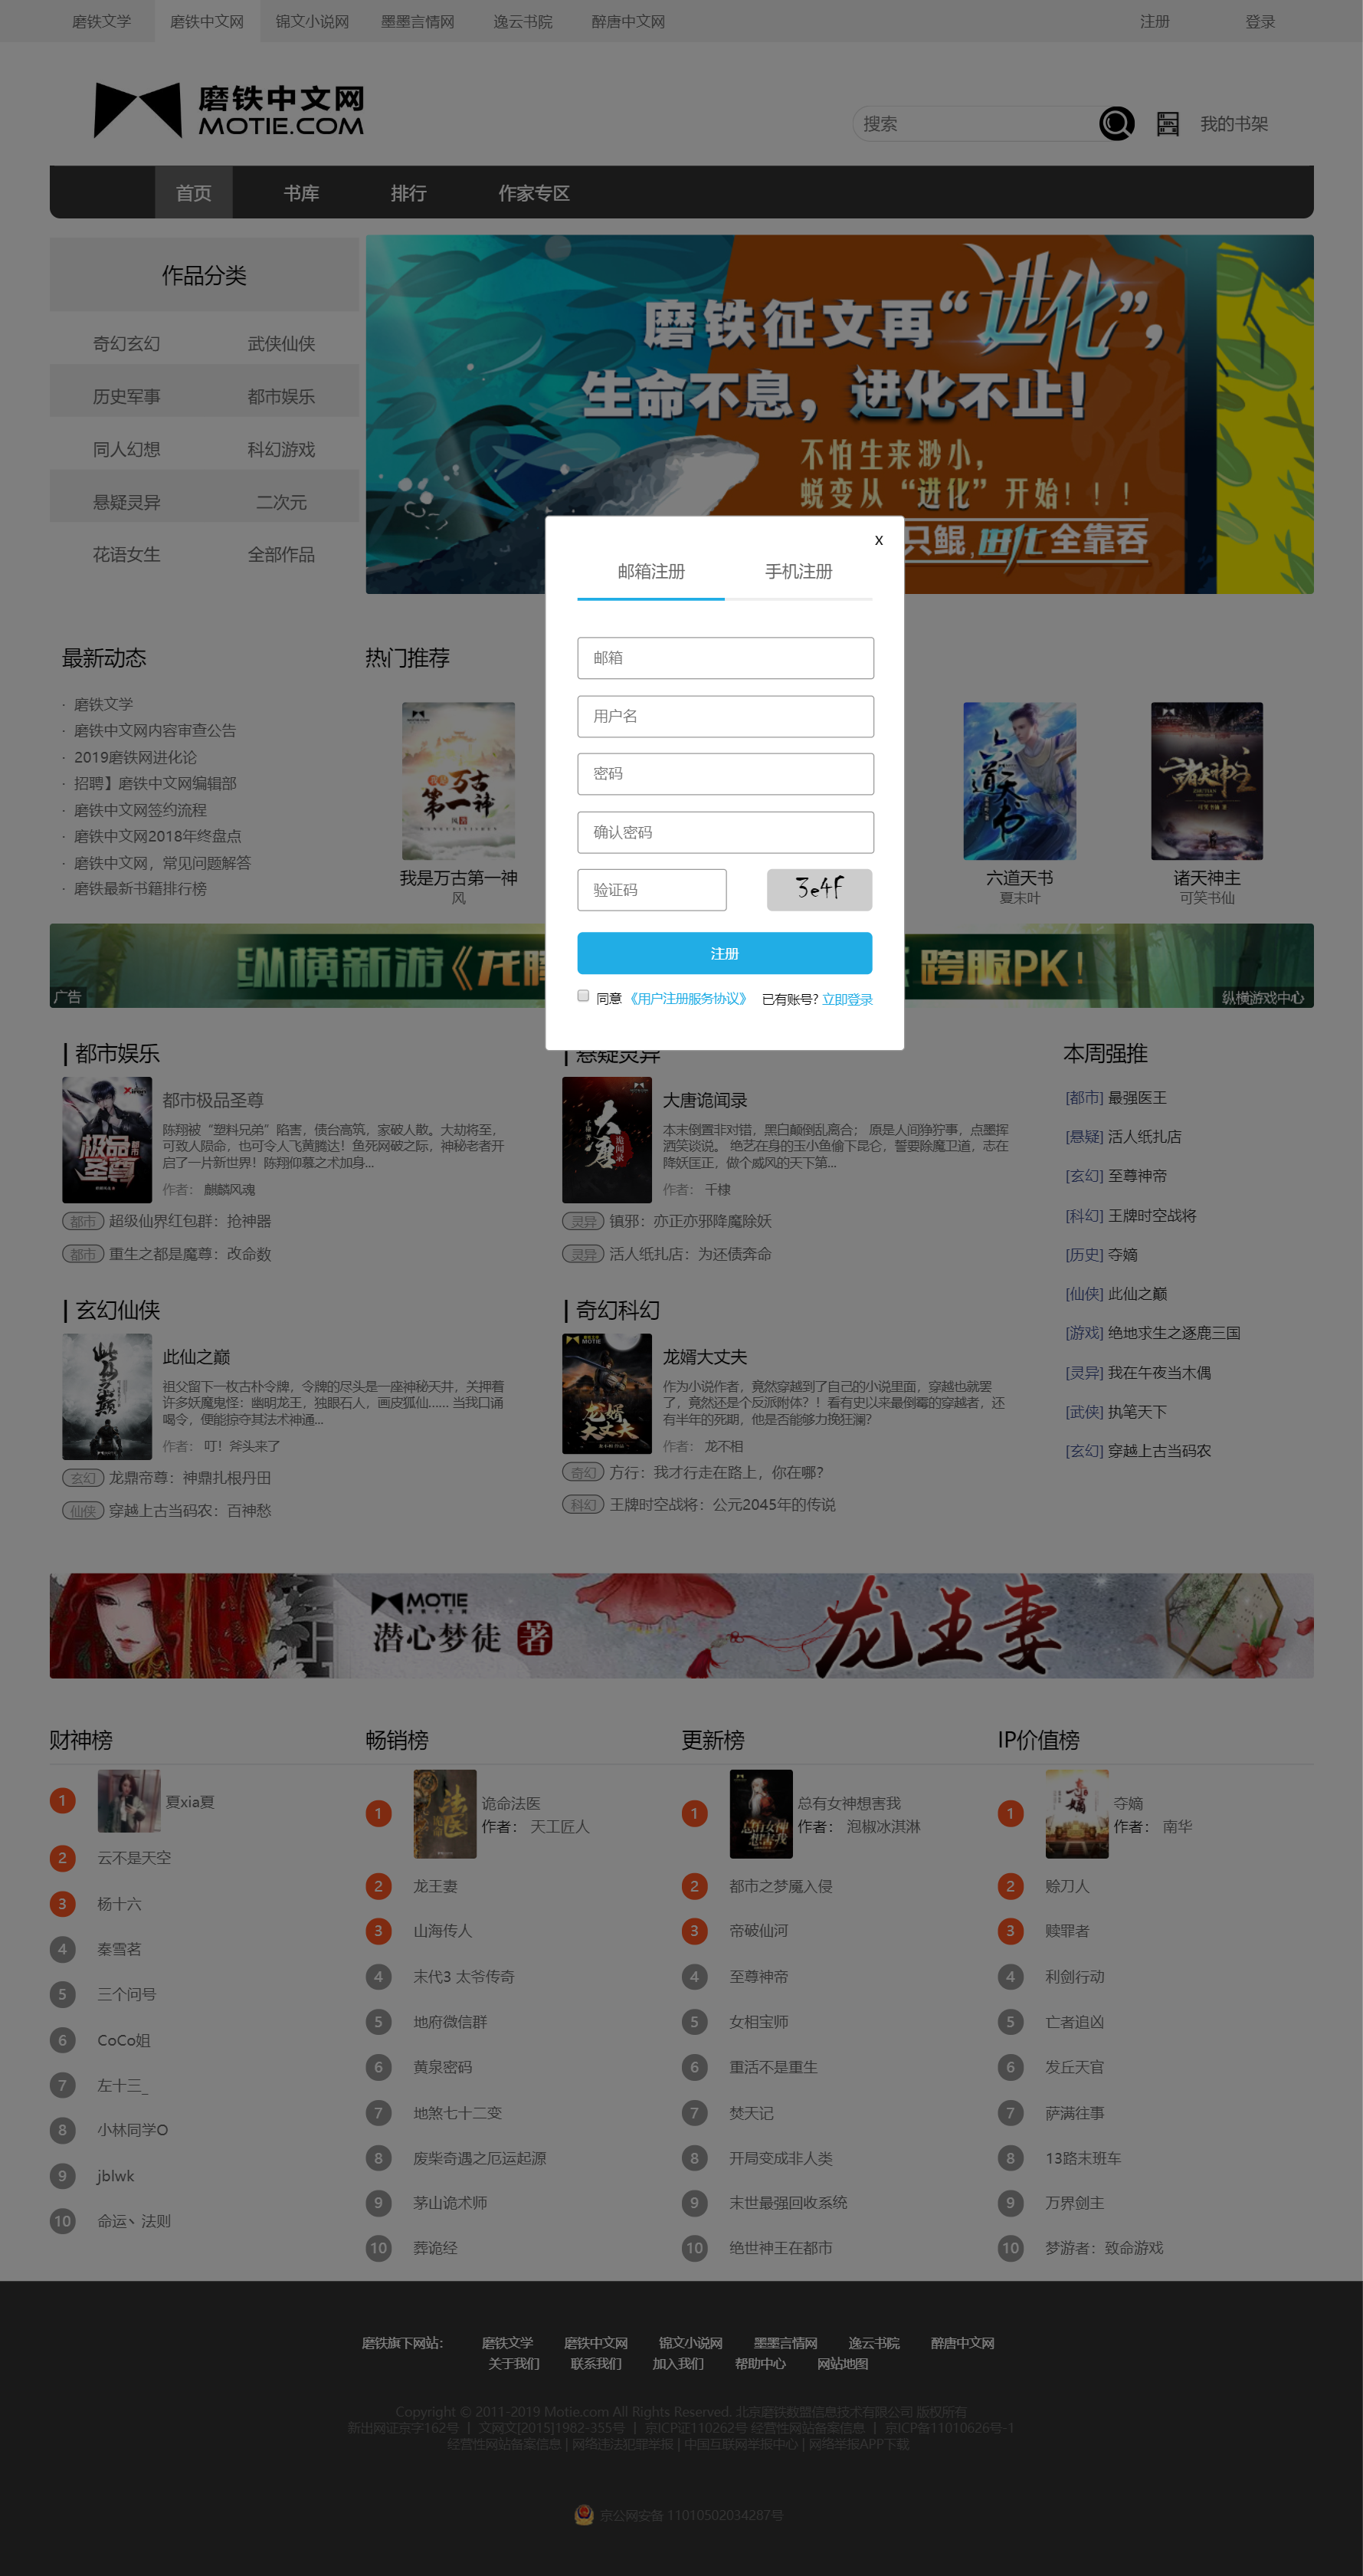 磨铁文学 磨铁中文网 锦文小说网 墨墨言情网 逸云书院 醉唐中文网 注册 登录
磨铁中文网
MOTIE.COM
搜索 我的书架
首页 书库 排行 作家专区
作品分类
奇幻玄幻 武侠仙侠
历史军事 都市娱乐
同人幻想 科幻游戏
悬疑灵异 二次元
花语女生 全部作品
磨铁征文再“进化”，
生命不息，进化不止！
不怕生来渺小，
蜕变从“进化”开始！！！
只鲲，进化全靠吞
X
邮箱注册 手机注册
邮箱
用户名
密码
确认密码
验证码 3e4f
注册
同意《用户注册服务协议》 已有账号? 立即登录
最新动态
· 磨铁文学
· 磨铁中文网内容审查公告
· 2019磨铁网进化论
· 招聘】磨铁中文网编辑部
· 磨铁中文网签约流程
· 磨铁中文网2018年终盘点
· 磨铁中文网，常见问题解答
· 磨铁最新书籍排行榜
热门推荐
万古
第一神
我是万古第一神
风
六道天书
六道天书
夏末叶
诸天神主
诸天神主
可笑书仙
纵横新游《龙 跨服PK！
广告 纵横游戏中心
| 都市娱乐
极品
圣尊
都市极品圣尊
陈翔被“塑料兄弟”陷害，债台高筑，家破人散。大劫将至，
可致人陨命，也可令人飞黄腾达！鱼死网破之际，神秘老者开
启了一片新世界！陈翔仰慕之术加身...
作者： 麒麟风魂
都市 超级仙界红包群：抢神器
都市 重生之都是魔尊：改命数
| 悬疑灵异
大唐
诡闻录
大唐诡闻录
本末倒置非对错，黑白颠倒乱离合； 原是人间狰狞事，点墨挥
洒笑谈说。 绝艺在身的玉小鱼偷下昆仑，誓要除魔卫道，志在
降妖匡正，做个威风的天下第...
作者： 千棣
灵异 镇邪：亦正亦邪降魔除妖
灵异 活人纸扎店：为还债奔命
| 玄幻仙侠
此仙之巅
此仙之巅
祖父留下一枚古朴令牌，令牌的尽头是一座神秘天井，关押着
许多妖魔鬼怪：幽明龙王，独眼石人，画皮狐仙...... 当我口诵
喝令，便能掠夺其法术神通...
作者： 叮！斧头来了
玄幻 龙鼎帝尊：神鼎扎根丹田
仙侠 穿越上古当码农：百神愁
| 奇幻科幻
MOTIE
龙婿
大丈夫
龙婿大丈夫
作为小说作者，竟然穿越到了自己的小说里面，穿越也就罢
了，竟然还是个反派附体？！看有史以来最倒霉的穿越者，还
有半年的死期，他是否能够力挽狂澜?
作者： 龙不相
奇幻 方行：我才行走在路上，你在哪?
科幻 王牌时空战将：公元2045年的传说
本周强推
[都市] 最强医王
[悬疑] 活人纸扎店
[玄幻] 至尊神帝
[科幻] 王牌时空战将
[历史] 夺嫡
[仙侠] 此仙之巅
[游戏] 绝地求生之逐鹿三国
[灵异] 我在午夜当木偶
[武侠] 执笔天下
[玄幻] 穿越上古当码农
MOTIE
潜心梦徒 著
龙王妻
财神榜
1 夏xia夏
2 云不是天空
3 杨十六
4 秦雪茗
5 三个问号
6 CoCo姐
7 左十三_
8 小林同学O
9 jblwk
10 命运丶法则
畅销榜
1 诡命法医
作者： 天工匠人
2 龙王妻
3 山海传人
4 末代3 太爷传奇
5 地府微信群
6 黄泉密码
7 地煞七十二变
8 废柴奇遇之厄运起源
9 茅山诡术师
10 葬诡经
更新榜
1 总有女神想害我
作者： 泡椒冰淇淋
2 都市之梦魇入侵
3 帝破仙河
4 至尊神帝
5 女相宝师
6 重活不是重生
7 焚天记
8 开局变成非人类
9 末世最强回收系统
10 绝世神王在都市
IP价值榜
1 夺嫡
作者： 南华
2 赊刀人
3 赎罪者
4 利剑行动
5 亡者追凶
6 发丘天官
7 萨满往事
8 13路末班车
9 万界剑主
10 梦游者：致命游戏
磨铁旗下网站： 磨铁文学 磨铁中文网 锦文小说网 墨墨言情网 逸云书院 醉唐中文网
关于我们 联系我们 加入我们 帮助中心 网站地图
Copyright © 2011-2019 Motie.com All Rights Reserved. 北京磨铁数盟信息技术有限公司 版权所有
新出网证京字162号 | 文网文[2015]1982-355号 | 京ICP证110262号 经营性网站备案信息 | 京ICP备11010626号-1
经营性网站备案信息 | 网络违法犯罪举报 | 中国互联网举报中心 | 网络举报APP下载
京公网安备 11010502034287号